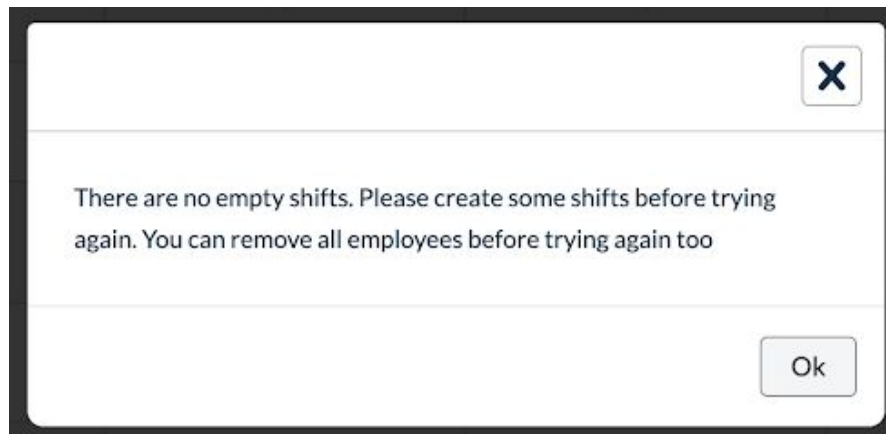 There are no empty shifts. Please create some shifts before trying
again. You can remove all employees before trying again too
Ok